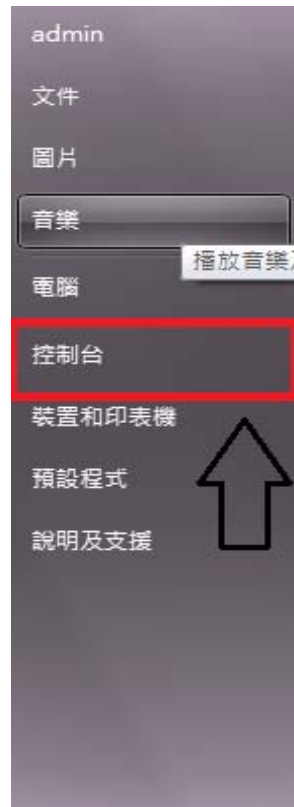 admin
文件
圖片
音樂
播放音樂
電腦
控制台
裝置和印表機
預設程式
說明及支援